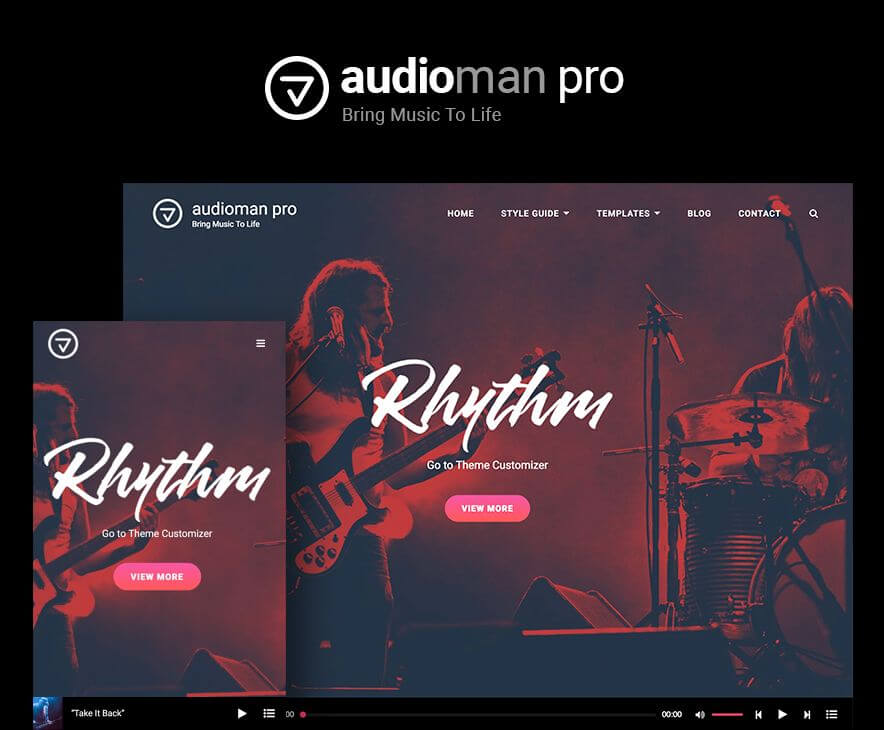 audioman pro
Bring Music To Life
audioman pro
Bring Music To Life
HOME STYLE GUIDE TEMPLATES BLOG CONTACT
Rhythm
Go to Theme Customizer
VIEW MORE
Rhythm
Go to Theme Customizer
VIEW MORE
"Take It Back"
00 00:00